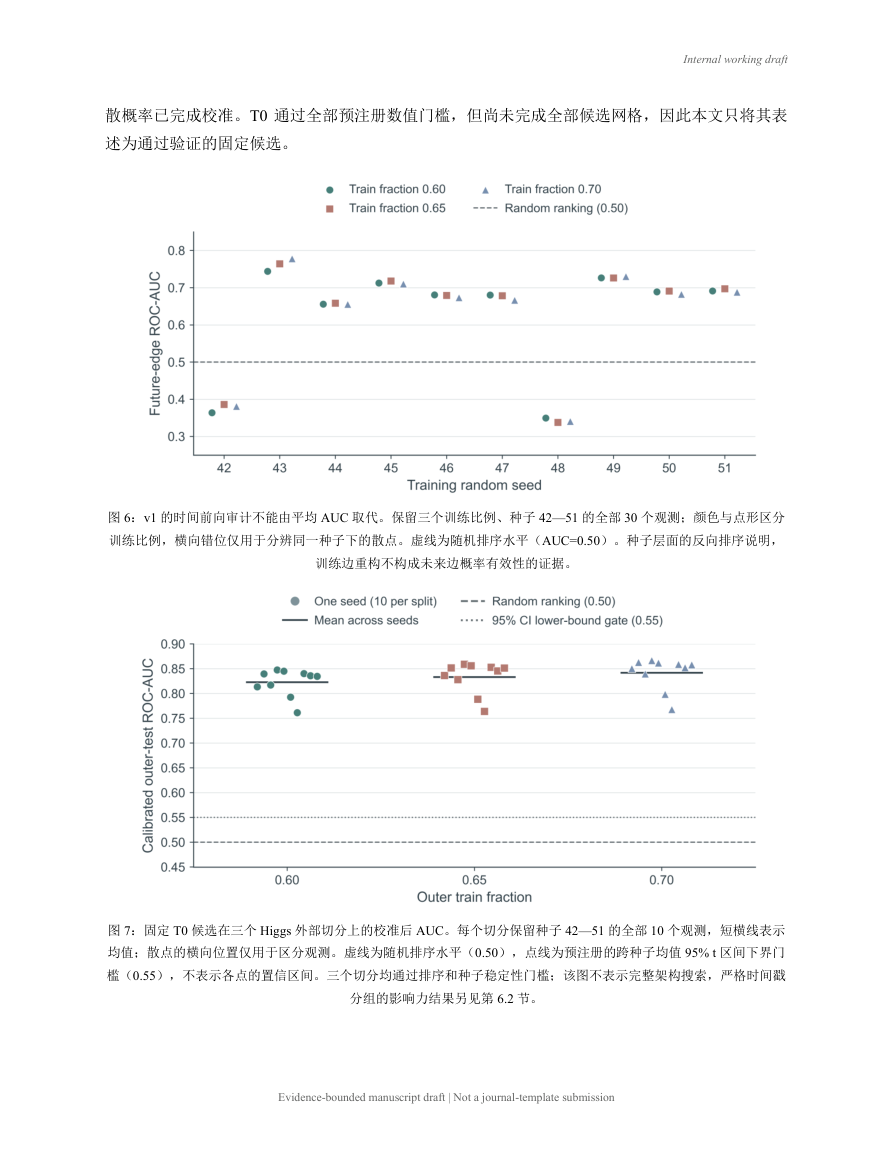 Internal working draft
散概率已完成校准。T0 通过全部预注册数值门槛，但尚未完成全部候选网格，因此本文只将其表
述为通过验证的固定候选。
Train fraction 0.60
Train fraction 0.70
Train fraction 0.65
Random ranking (0.50)
Future-edge ROC-AUC
0.8
0.7
0.6
0.5
0.4
0.3
42 43 44 45 46 47 48 49 50 51
Training random seed
图 6：v1 的时间前向审计不能由平均 AUC 取代。保留三个训练比例、种子 42—51 的全部 30 个观测；颜色与点形区分
训练比例，横向错位仅用于分辨同一种子下的散点。虚线为随机排序水平（AUC=0.50）。种子层面的反向排序说明，
训练边重构不构成未来边概率有效性的证据。
One seed (10 per split)
Random ranking (0.50)
Mean across seeds
95% CI lower-bound gate (0.55)
Calibrated outer-test ROC-AUC
0.90
0.85
0.80
0.75
0.70
0.65
0.60
0.55
0.50
0.45
0.60 0.65 0.70
Outer train fraction
图 7：固定 T0 候选在三个 Higgs 外部切分上的校准后 AUC。每个切分保留种子 42—51 的全部 10 个观测，短横线表示
均值；散点的横向位置仅用于区分观测。虚线为随机排序水平（0.50），点线为预注册的跨种子均值 95% t 区间下界门
槛（0.55），不表示各点的置信区间。三个切分均通过排序和种子稳定性门槛；该图不表示完整架构搜索，严格时间戳
分组的影响力结果另见第 6.2 节。
Evidence-bounded manuscript draft | Not a journal-template submission